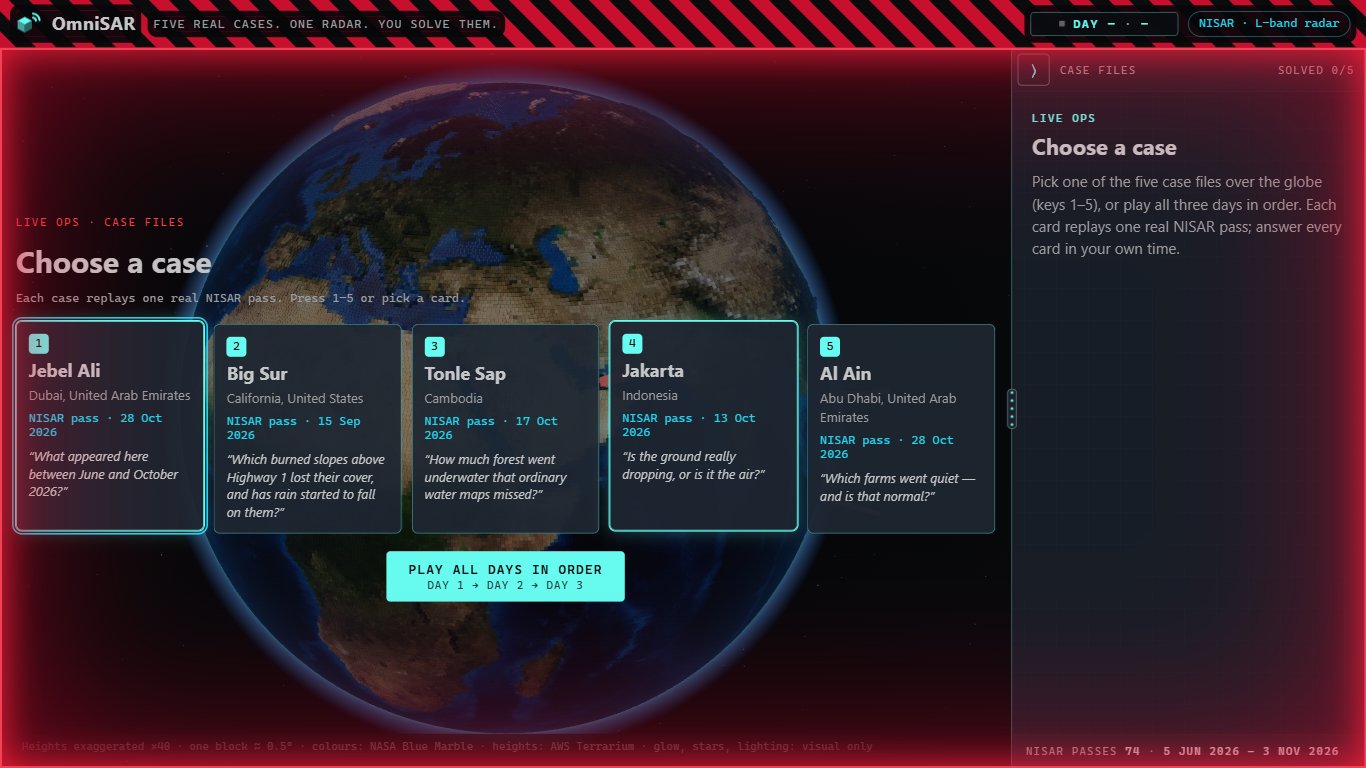 OmniSAR
FIVE REAL CASES. ONE RADAR. YOU SOLVE THEM.
DAY — · —
NISAR · L-band radar
CASE FILES
SOLVED 0/5
LIVE OPS
Choose a case
Pick one of the five case files over the globe
(keys 1–5), or play all three days in order. Each
card replays one real NISAR pass; answer every
card in your own time.
LIVE OPS · CASE FILES
Choose a case
Each case replays one real NISAR pass. Press 1–5 or pick a card.
1
Jebel Ali
Dubai, United Arab Emirates
NISAR pass · 28 Oct
2026
“What appeared here
between June and October
2026?”
2
Big Sur
California, United States
NISAR pass · 15 Sep
2026
“Which burned slopes above
Highway 1 lost their cover,
and has rain started to fall
on them?”
3
Tonle Sap
Cambodia
NISAR pass · 17 Oct
2026
“How much forest went
underwater that ordinary
water maps missed?”
4
Jakarta
Indonesia
NISAR pass · 13 Oct
2026
“Is the ground really
dropping, or is it the air?”
5
Al Ain
Abu Dhabi, United Arab
Emirates
NISAR pass · 28 Oct
2026
“Which farms went quiet —
and is that normal?”
PLAY ALL DAYS IN ORDER
DAY 1 → DAY 2 → DAY 3
Heights exaggerated ×40 · one block ≈ 0.5° · colours: NASA Blue Marble · heights: AWS Terrarium · glow, stars, lighting: visual only
NISAR PASSES 74 · 5 JUN 2026 – 3 NOV 2026